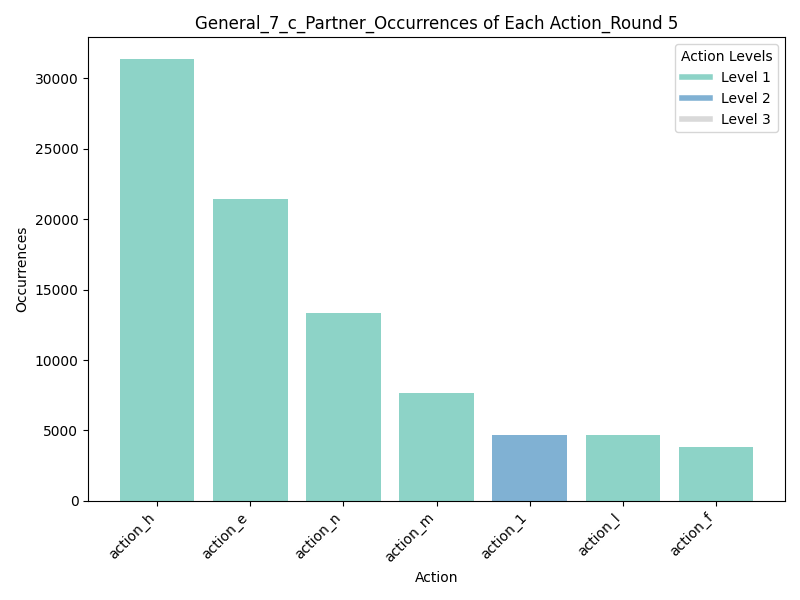 General_7_c_Partner_Occurrences of Each Action_Round 5
Action Levels
Level 1
Level 2
Level 3
Occurrences
30000
25000
20000
15000
10000
5000
0
action_h
action_e
action_n
action_m
action_1
action_l
action_f
Action